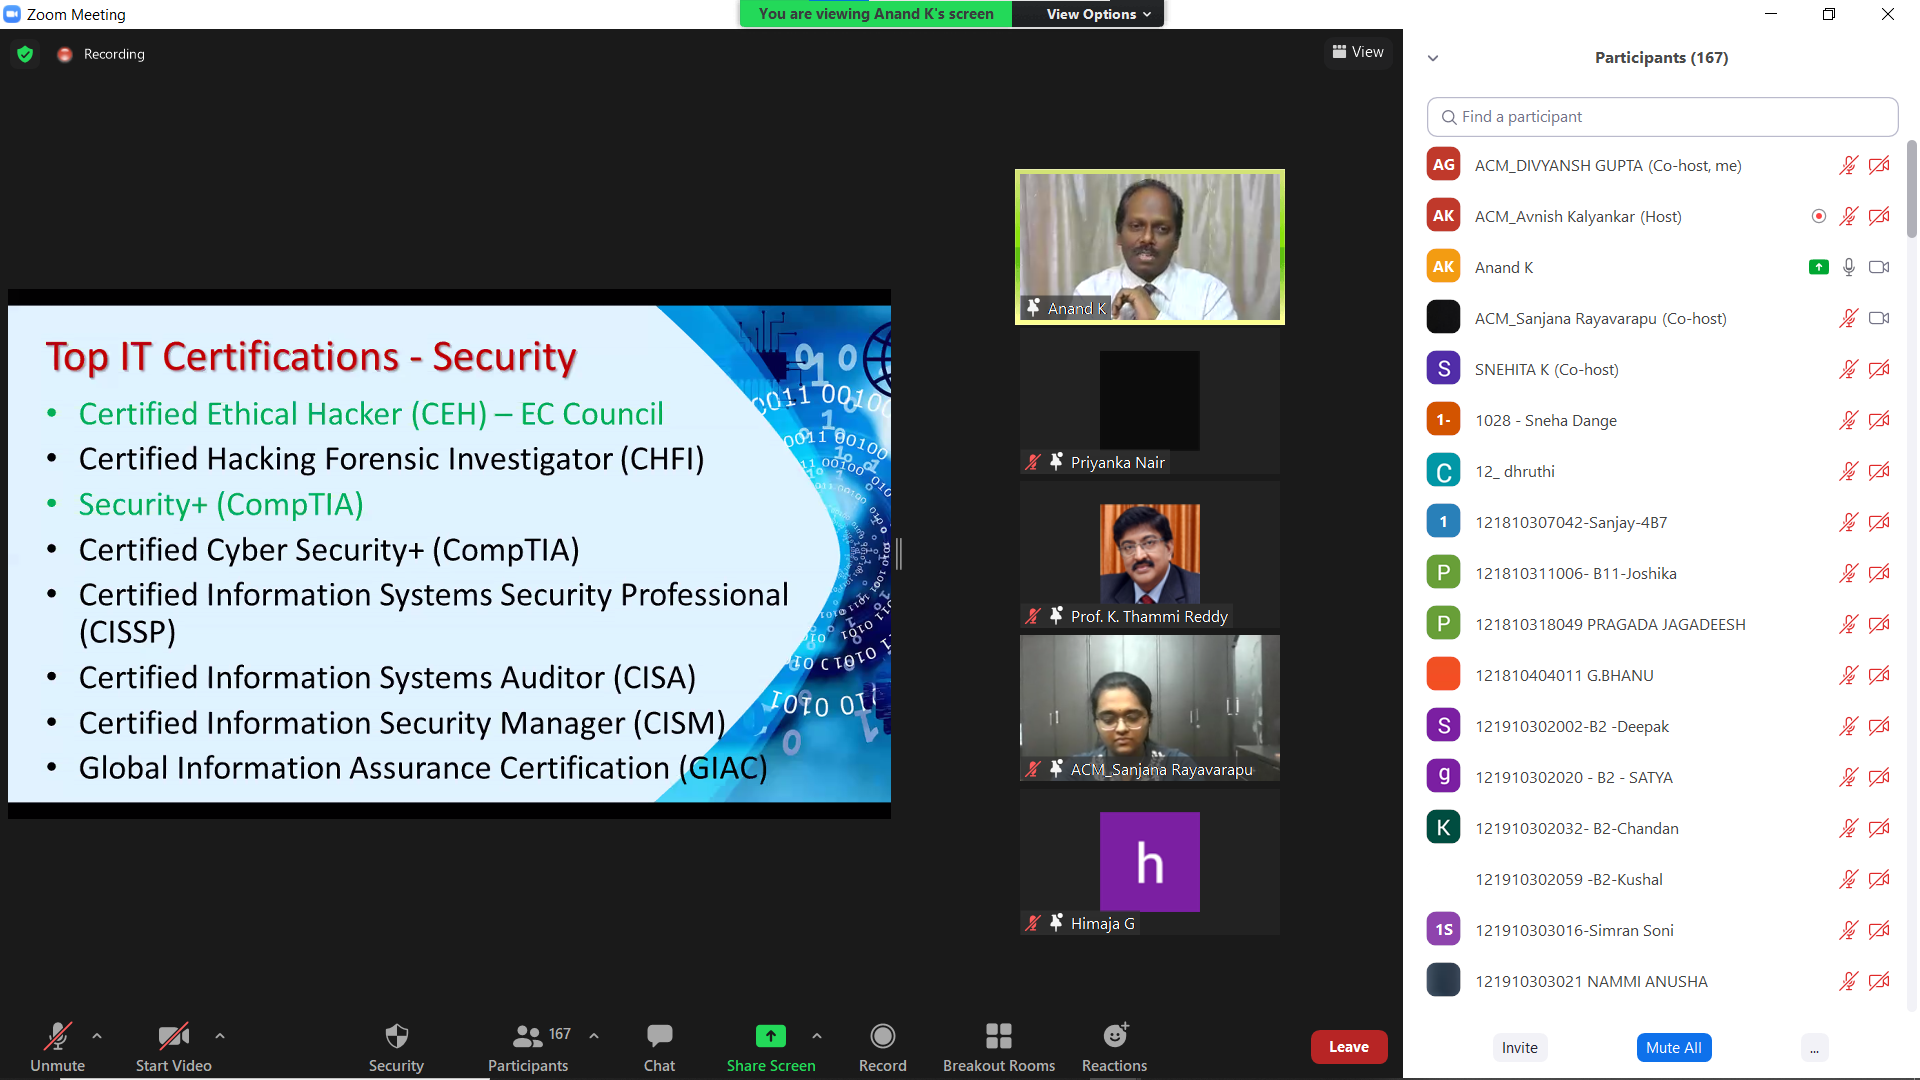 Zoom Meeting
You are viewing Anand K's screen
View Options
Recording
View
Top IT Certifications - Security
• Certified Ethical Hacker (CEH) – EC Council
• Certified Hacking Forensic Investigator (CHFI)
• Security+ (CompTIA)
• Certified Cyber Security+ (CompTIA)
• Certified Information Systems Security Professional
(CISSP)
• Certified Information Systems Auditor (CISA)
• Certified Information Security Manager (CISM)
• Global Information Assurance Certification (GIAC)
Anand K
Priyanka Nair
Prof. K. Thammi Reddy
ACM_Sanjana Rayavarapu
h
Himaja G
Participants (167)
Find a participant
AG ACM_DIVYANSH GUPTA (Co-host, me)
AK ACM_Avnish Kalyankar (Host)
AK Anand K
ACM_Sanjana Rayavarapu (Co-host)
S SNEHITA K (Co-host)
1- 1028 - Sneha Dange
C 12_ dhruthi
1 121810307042-Sanjay-4B7
P 121810311006- B11-Joshika
P 121810318049 PRAGADA JAGADEESH
121810404011 G.BHANU
S 121910302002-B2 -Deepak
g 121910302020 - B2 - SATYA
K 121910302032- B2-Chandan
121910302059 -B2-Kushal
1S 121910303016-Simran Soni
121910303021 NAMMI ANUSHA
Unmute
Start Video
Security
167
Participants
Chat
Share Screen
Record
Breakout Rooms
Reactions
Leave
Invite
Mute All
...